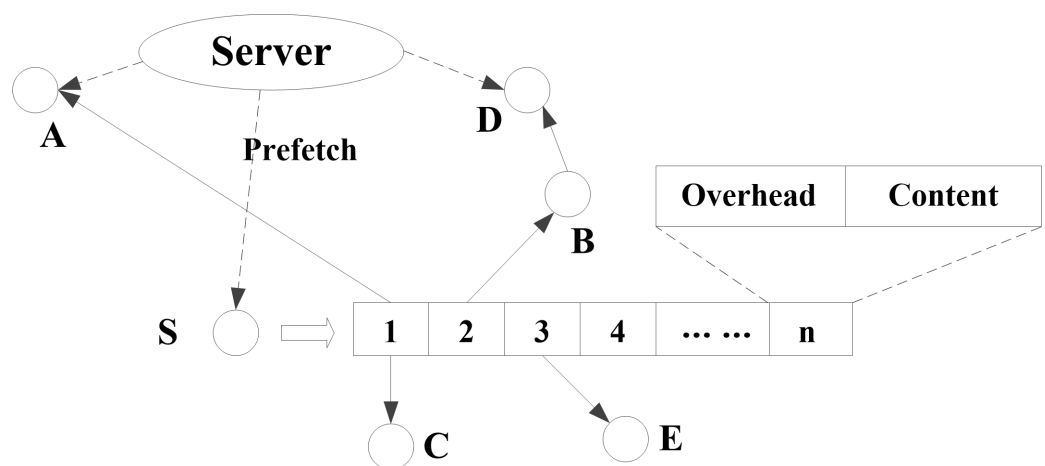 Server
A
D
Prefetch
Overhead Content
B
S
1 2 3 4 ... ... n
C
E